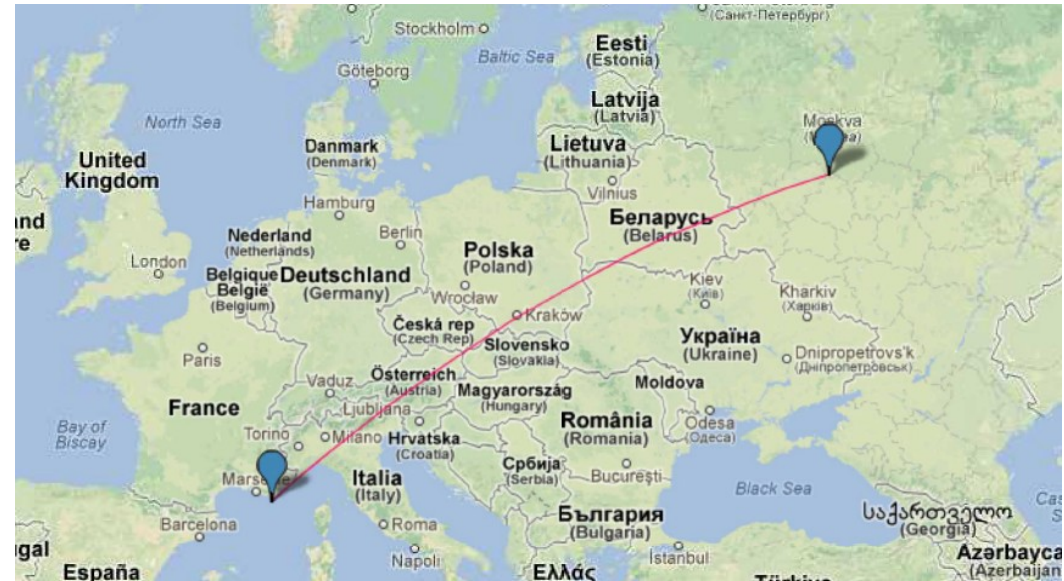 (Санкт-Петербург)
Stockholm
Baltic Sea
Eesti
(Estonia)
Göteborg
Latvija
(Latvia)
North Sea
Danmark
(Denmark)
Lietuva
(Lithuania)
Moskva
United
Kingdom
Vilnius
Hamburg
Беларусь
(Belarus)
Nederland
(Netherlands)
Berlin
London
Polska
(Poland)
Belgique
België
(Belgium)
Deutschland
(Germany)
Wrocław
Kiev
(Київ)
Kharkiv
(Харків)
Kraków
Česká rep
(Czech Rep)
Slovensko
(Slovakia)
Україна
(Ukraine)
Dnipropetrovs'k
(Дніпропетровськ)
Paris
Vaduz
Österreich
(Austria)
Magyarország
(Hungary)
Moldova
France
Ljubljana
România
(Romania)
Odesa
(Одеса)
Bay of
Biscay
Torino
Milano
Hrvatska
(Croatia)
Србија
(Serbia)
București
Italia
(Italy)
Black Sea
Barcelona
Roma
България
(Bulgaria)
საქართველო
(Georgia)
Napoli
İstanbul
Azərbayca
(Azerbaijan
España
Ελλάς